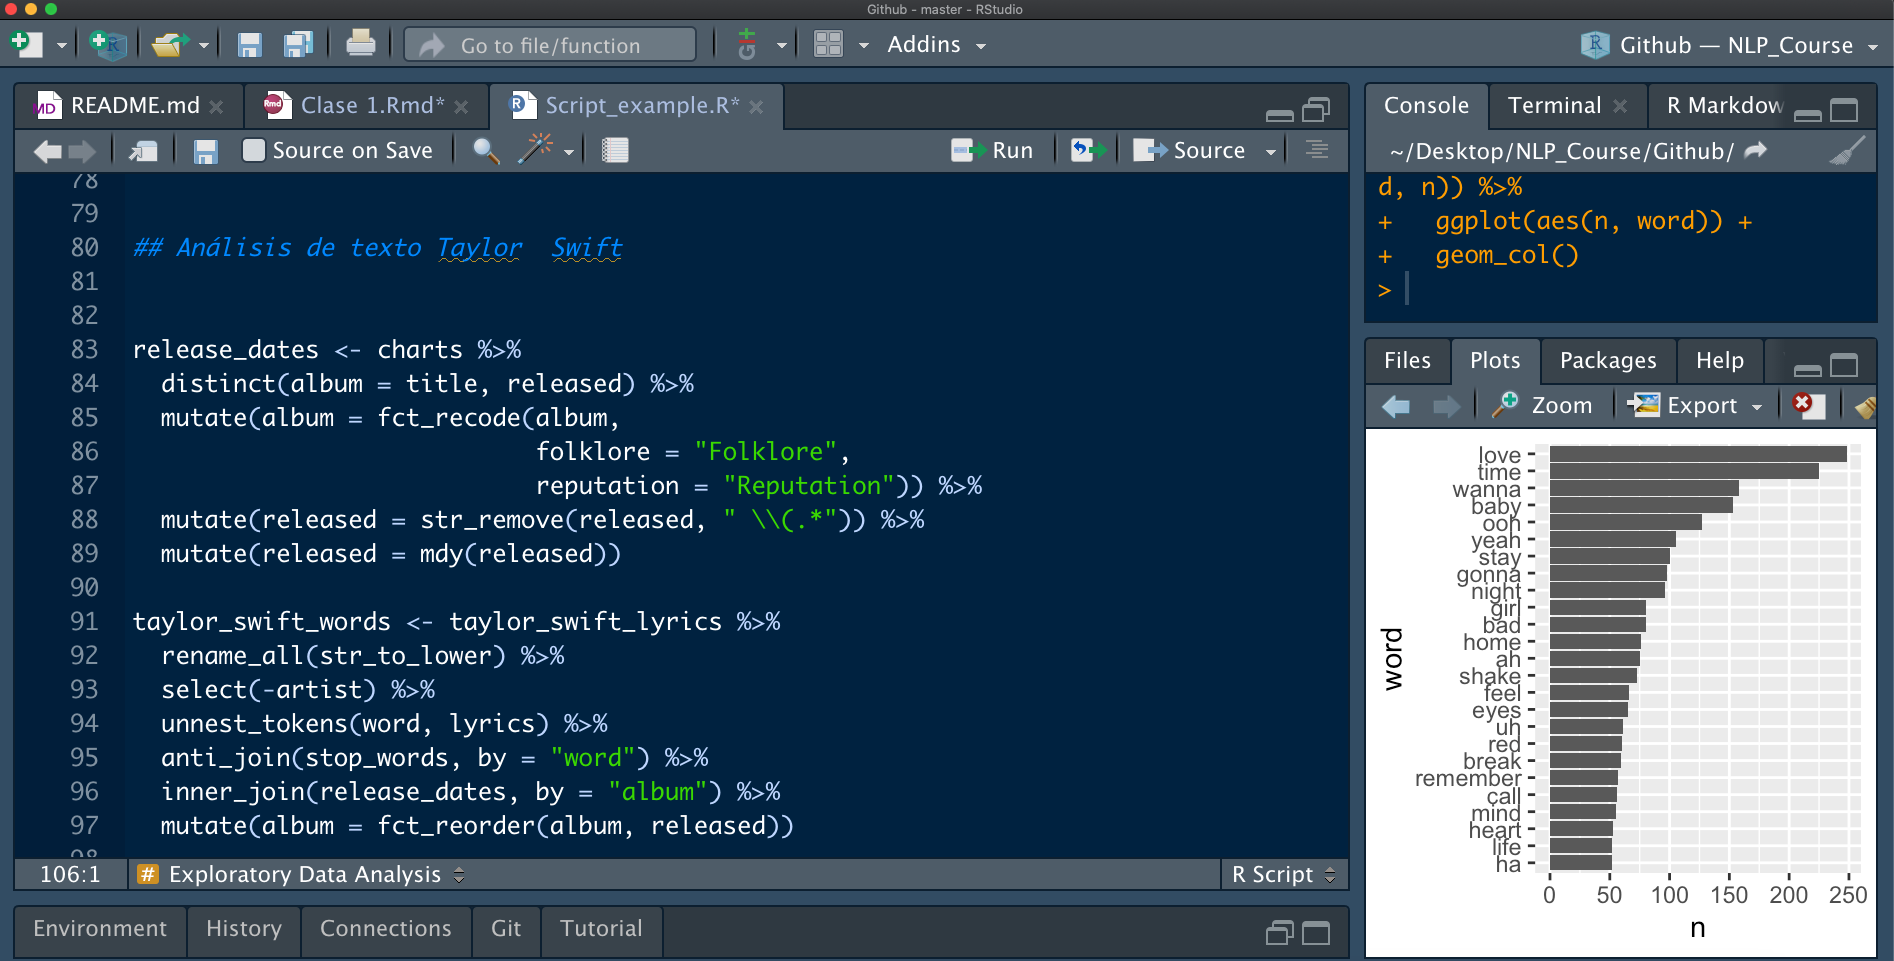 Github - master - RStudio
Go to file/function
Addins
Github — NLP_Course
README.md
Clase 1.Rmd*
Script_example.R*
Source on Save
Run
Source
78
79
80 ## Análisis de texto Taylor  Swift
81
82
83 release_dates <- charts %>%
84   distinct(album = title, released) %>%
85   mutate(album = fct_recode(album,
86                             folklore = "Folklore",
87                             reputation = "Reputation")) %>%
88   mutate(released = str_remove(released, " \\(.*")) %>%
89   mutate(released = mdy(released))
90
91 taylor_swift_words <- taylor_swift_lyrics %>%
92   rename_all(str_to_lower) %>%
93   select(-artist) %>%
94   unnest_tokens(word, lyrics) %>%
95   anti_join(stop_words, by = "word") %>%
96   inner_join(release_dates, by = "album") %>%
97   mutate(album = fct_reorder(album, released))
98
106:1
# Exploratory Data Analysis
R Script
Environment
History
Connections
Git
Tutorial
Console
Terminal
R Markdow
~/Desktop/NLP_Course/Github/
d, n)) %>%
+   ggplot(aes(n, word)) +
+   geom_col()
>
Files
Plots
Packages
Help
Zoom
Export
word
love
time
wanna
baby
ooh
yeah
stay
gonna
night
girl
bad
home
ah
shake
feel
eyes
uh
red
break
remember
call
mind
heart
life
ha
0 50 100 150 200 250
n